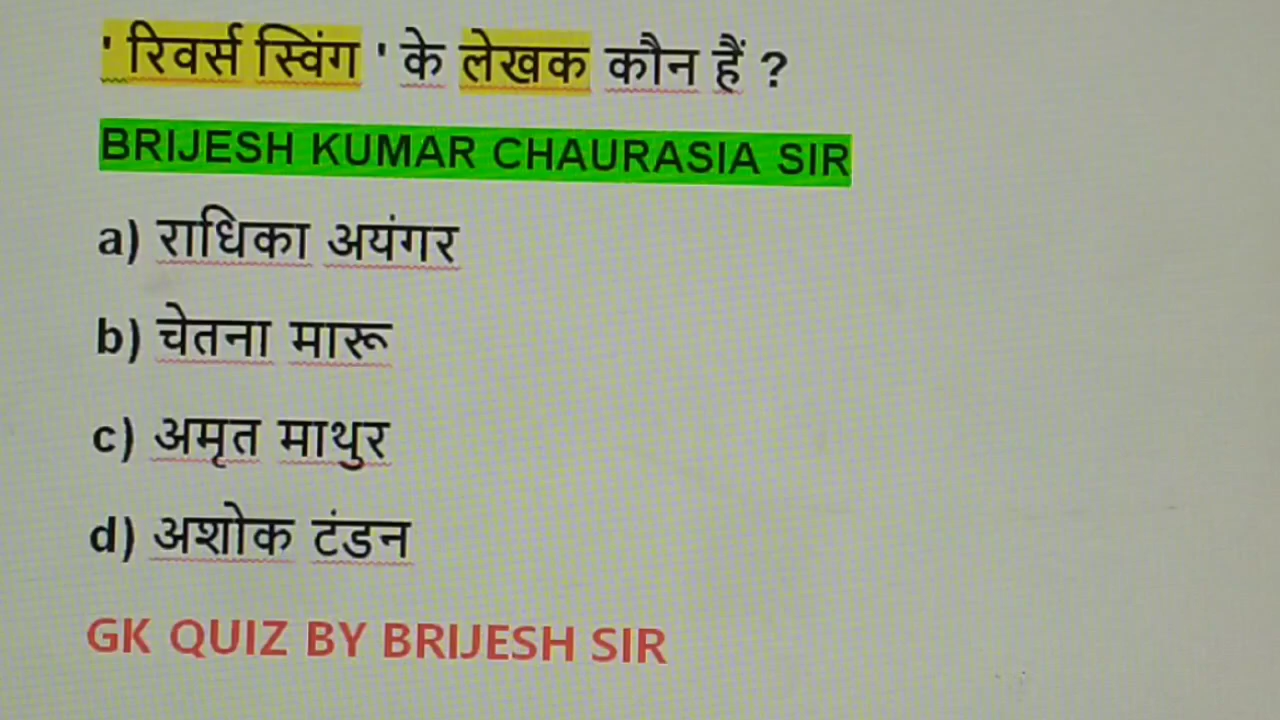 ' रिवर्स स्विंग ' के लेखक कौन हैं ?
BRIJESH KUMAR CHAURASIA SIR
a) राधिका अयंगर
b) चेतना मारू
c) अमृत माथुर
d) अशोक टंडन
GK QUIZ BY BRIJESH SIR